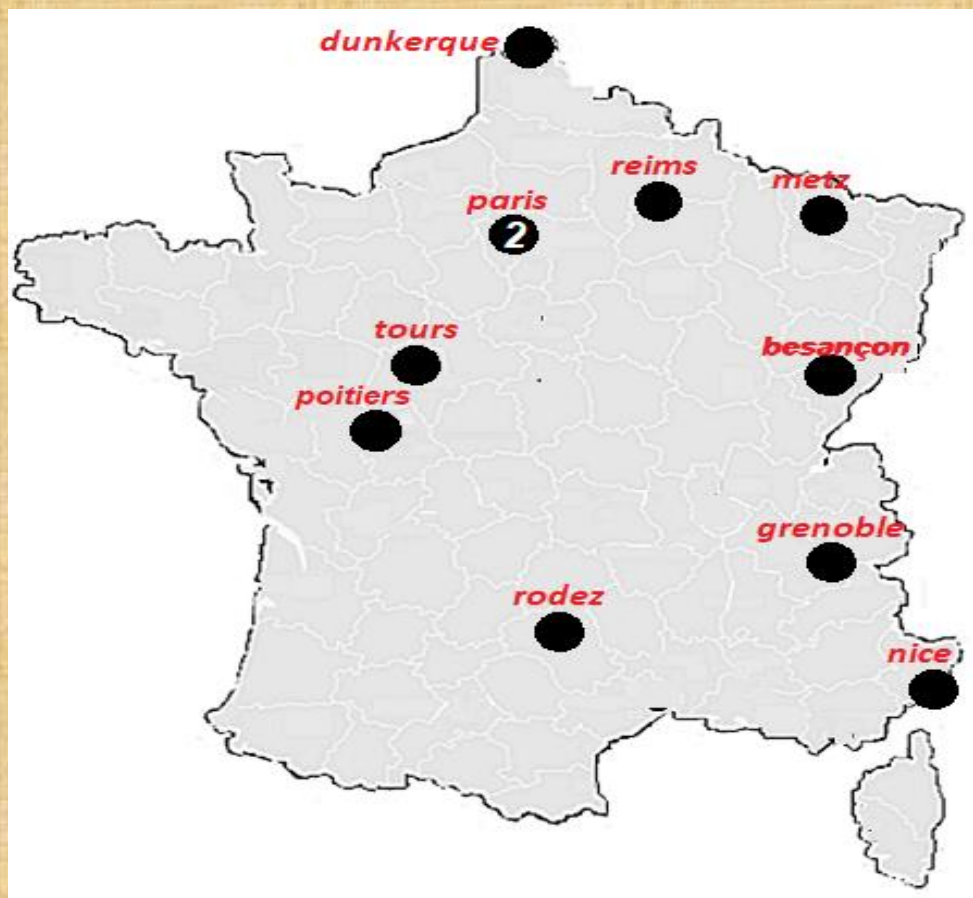 dunkerque
reims
metz
paris
2
tours
besançon
poitiers
grenoble
rodez
nice